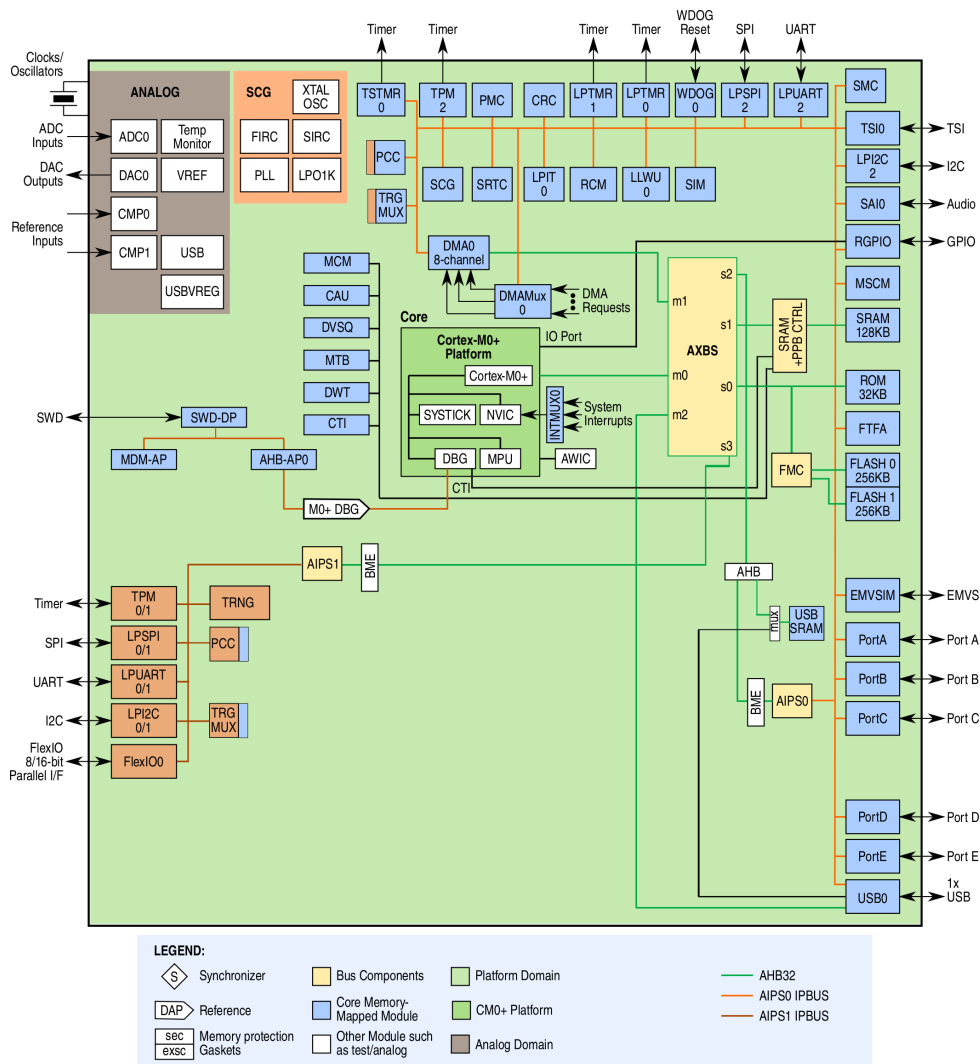 WDOG
Timer Timer Timer Timer Reset SPI UART
Clocks/
Oscillators
ANALOG
SCG
XTAL
OSC
TSTMR
0
TPM
2
PMC
CRC
LPTMR
1
LPTMR
0
WDOG
0
LPSPI
2
LPUART
2
SMC
ADC
Inputs
ADC0
Temp
Monitor
FIRC
SIRC
TSI0
TSI
DAC
Outputs
DAC0
VREF
PLL
LPO1K
PCC
SCG
SRTC
LPIT
0
RCM
LLWU
0
SIM
LPI2C
2
I2C
TRG
MUX
SAI0
Audio
Reference
Inputs
CMP0
CMP1
USB
USBVREG
RGPIO
GPIO
DMA0
8-channel
MCM
CAU
DVSQ
MTB
DWT
CTI
DMAMux
0
DMA
Requests
MSCM
SRAM
128KB
Core
IO Port
Cortex-M0+
Platform
Cortex-M0+
SYSTICK
NVIC
INTMUX0
System
Interrupts
DBG
MPU
AWIC
CTI
AXBS
s2
m1
s1
m0
s0
m2
s3
SRAM
+PPB CTRL
ROM
32KB
FTFA
FMC
FLASH 0
256KB
FLASH 1
256KB
SWD
SWD-DP
MDM-AP
AHB-AP0
M0+ DBG
AIPS1
BME
AHB
mux
USB
SRAM
EMVSIM
EMVS
BME
AIPS0
PortA
Port A
PortB
Port B
PortC
Port C
PortD
Port D
PortE
Port E
USB0
1x
USB
Timer
TPM
0/1
TRNG
SPI
LPSPI
0/1
PCC
UART
LPUART
0/1
I2C
LPI2C
0/1
TRG
MUX
FlexIO
8/16-bit
Parallel I/F
FlexIO0
LEGEND:
S
Synchronizer
Bus Components
Platform Domain
AHB32
DAP
Reference
Core Memory-
Mapped Module
CM0+ Platform
AIPS0 IPBUS
sec
exsc
Memory protection
Gaskets
Other Module such
as test/analog
Analog Domain
AIPS1 IPBUS